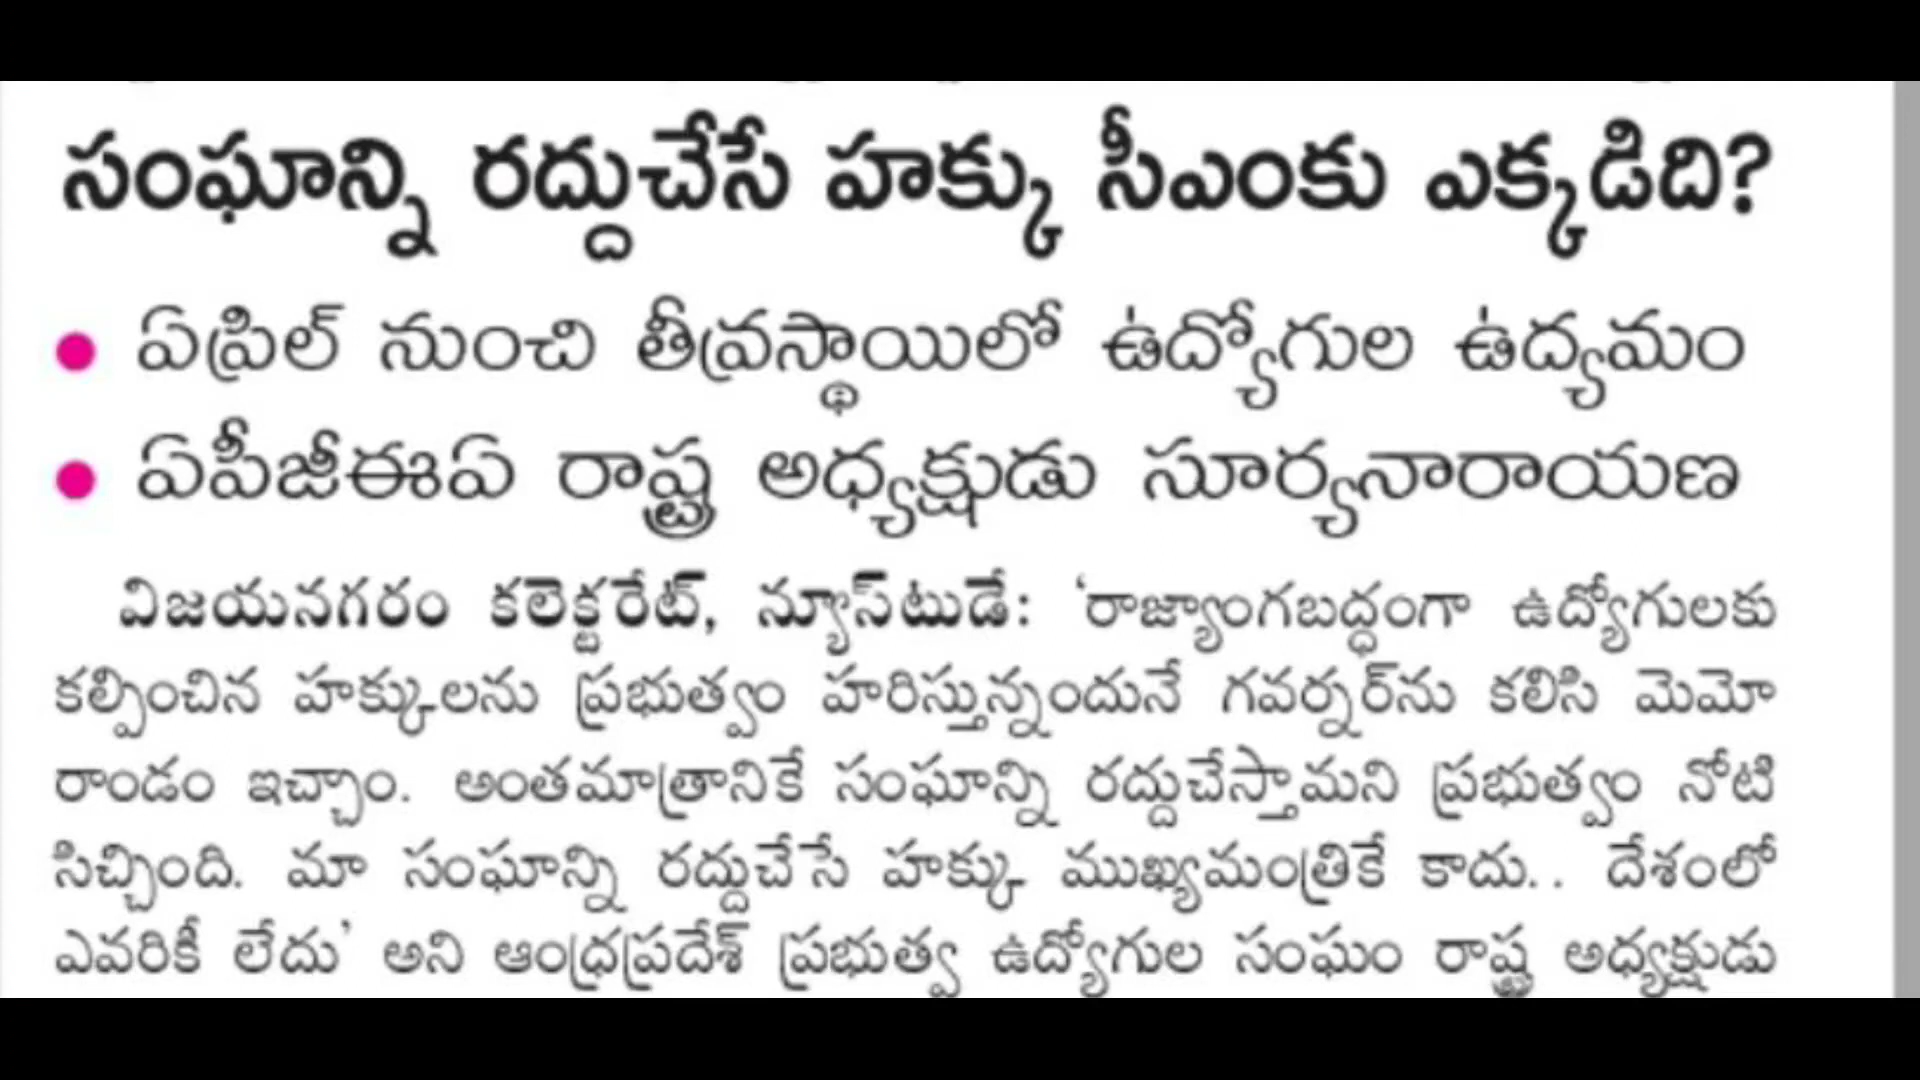 సంఘాన్ని రద్దుచేసే హక్కు సీఎంకు ఎక్కడిది?
• ఏప్రిల్ నుంచి తీవ్రస్థాయిలో ఉద్యోగుల ఉద్యమం
• ఏపీజీఈఏ రాష్ట్ర అధ్యక్షుడు సూర్యనారాయణ
విజయనగరం కలెక్టరేట్, న్యూస్‌టుడే: ‘రాజ్యాంగబద్ధంగా ఉద్యోగులకు
కల్పించిన హక్కులను ప్రభుత్వం హరిస్తున్నందునే గవర్నర్‌ను కలిసి మెమో
రాండం ఇచ్చాం. అంతమాత్రానికే సంఘాన్ని రద్దుచేస్తామని ప్రభుత్వం నోటి
సిచ్చింది. మా సంఘాన్ని రద్దుచేసే హక్కు ముఖ్యమంత్రికే కాదు.. దేశంలో
ఎవరికీ లేదు’ అని ఆంధ్రప్రదేశ్ ప్రభుత్వ ఉద్యోగుల సంఘం రాష్ట్ర అధ్యక్షుడు